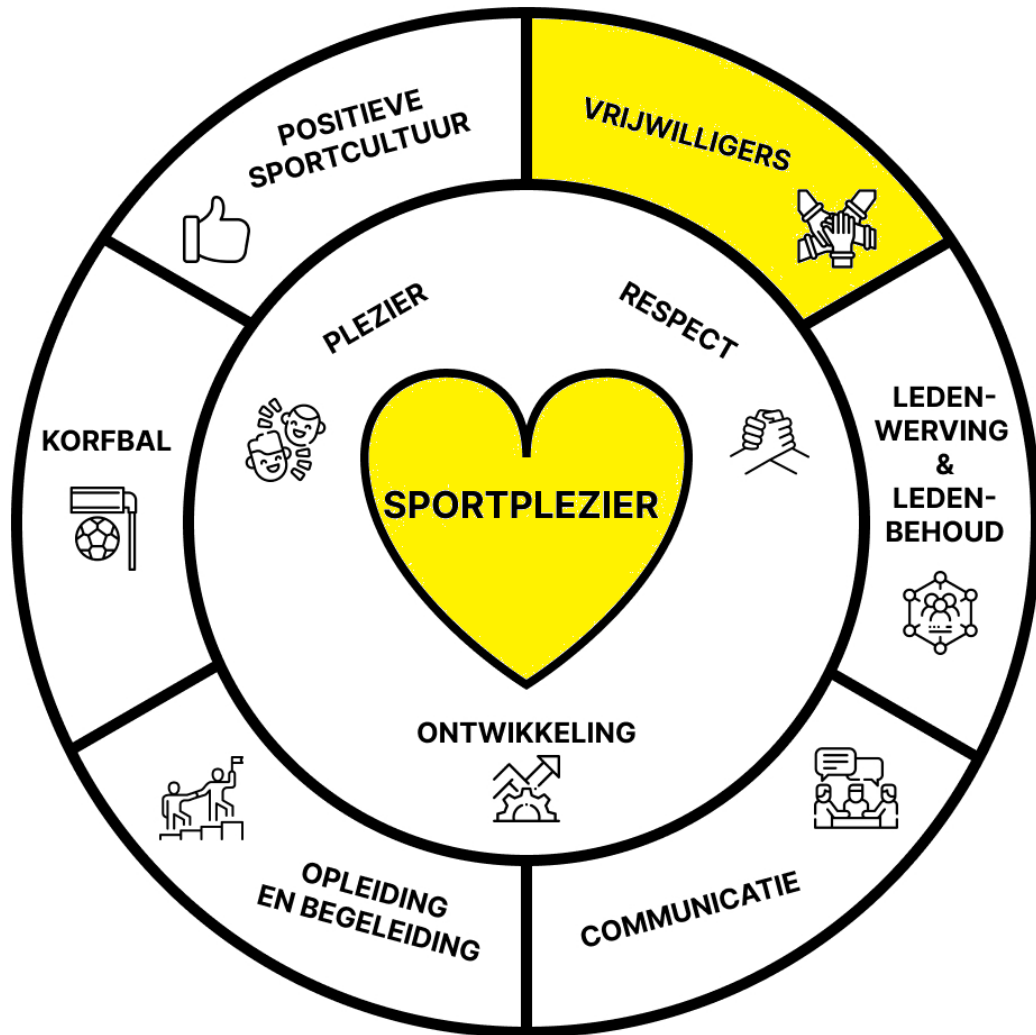 POSITIEVE
SPORTCULTUUR
VRIJWILLIGERS
LEDEN-
WERVING
&
LEDEN-
BEHOUD
COMMUNICATIE
OPLEIDING
EN BEGELEIDING
KORFBAL
PLEZIER
RESPECT
SPORTPLEZIER
ONTWIKKELING